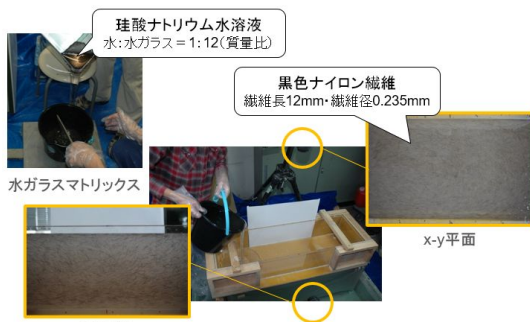 珪酸ナトリウム水溶液
水:水ガラス=1:12(質量比)
黒色ナイロン繊維
繊維長12mm・繊維径0.235mm
水ガラスマトリックス
x-y平面